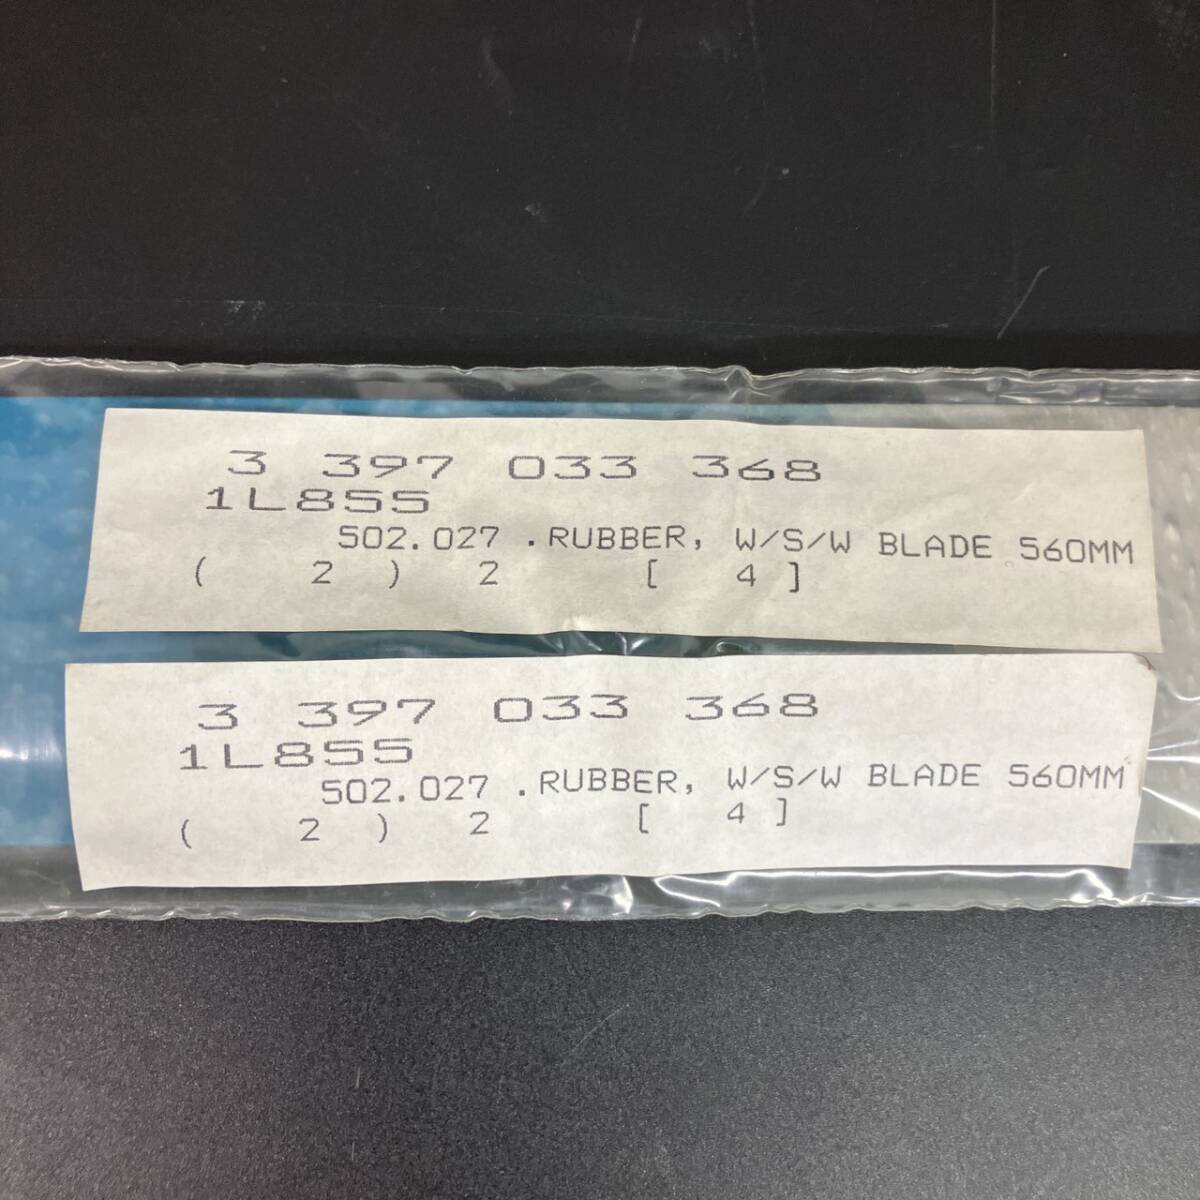 3 397 033 368
1L855
502.027 .RUBBER, W/S/W BLADE 560MM
( 2 ) 2 [ 4 ]
3 397 033 368
1L855
502.027 .RUBBER, W/S/W BLADE 560MM
( 2 ) 2 [ 4 ]